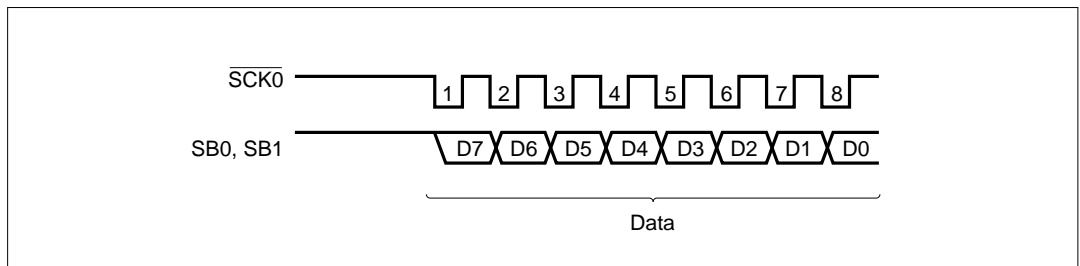 SCK0
1 2 3 4 5 6 7 8
SB0, SB1
D7 D6 D5 D4 D3 D2 D1 D0
Data